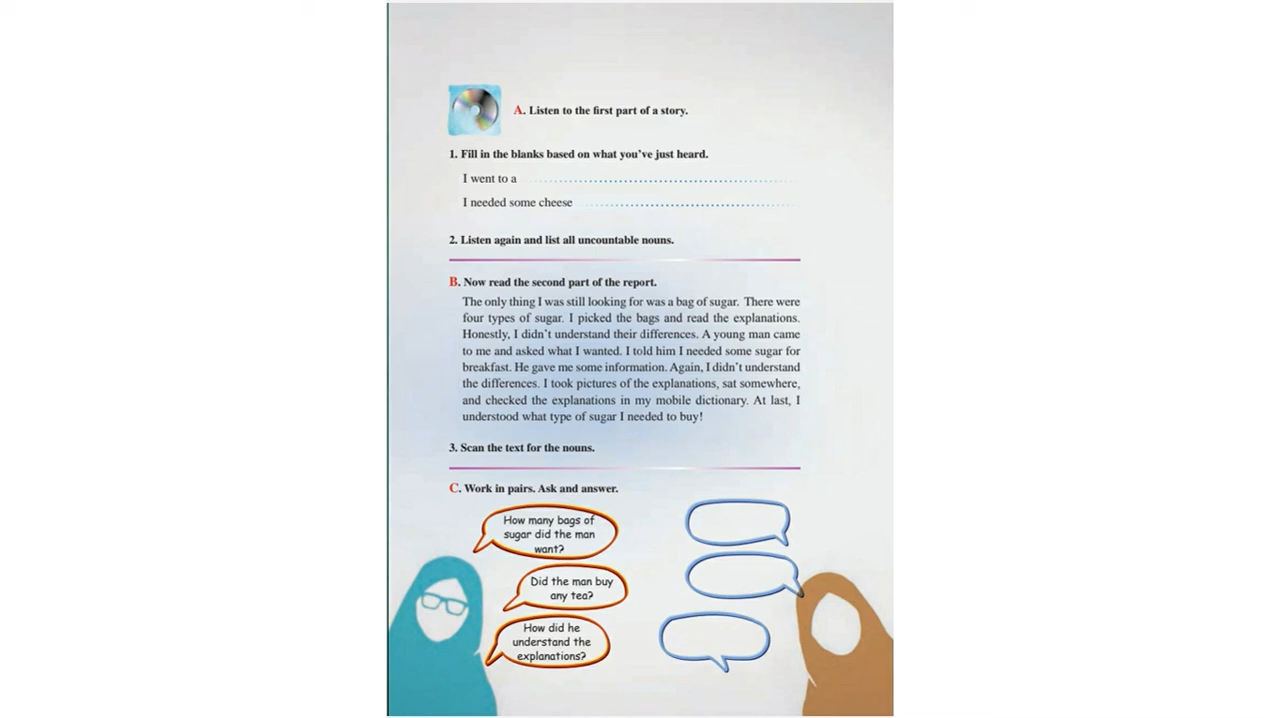 A. Listen to the first part of a story.
1. Fill in the blanks based on what you’ve just heard.
I went to a
I needed some cheese
2. Listen again and list all uncountable nouns.
B. Now read the second part of the report.
The only thing I was still looking for was a bag of sugar. There were
four types of sugar. I picked the bags and read the explanations.
Honestly, I didn’t understand their differences. A young man came
to me and asked what I wanted. I told him I needed some sugar for
breakfast. He gave me some information. Again, I didn’t understand
the differences. I took pictures of the explanations, sat somewhere,
and checked the explanations in my mobile dictionary. At last, I
understood what type of sugar I needed to buy!
3. Scan the text for the nouns.
C. Work in pairs. Ask and answer.
How many bags of
sugar did the man
want?
Did the man buy
any tea?
How did he
understand the
explanations?